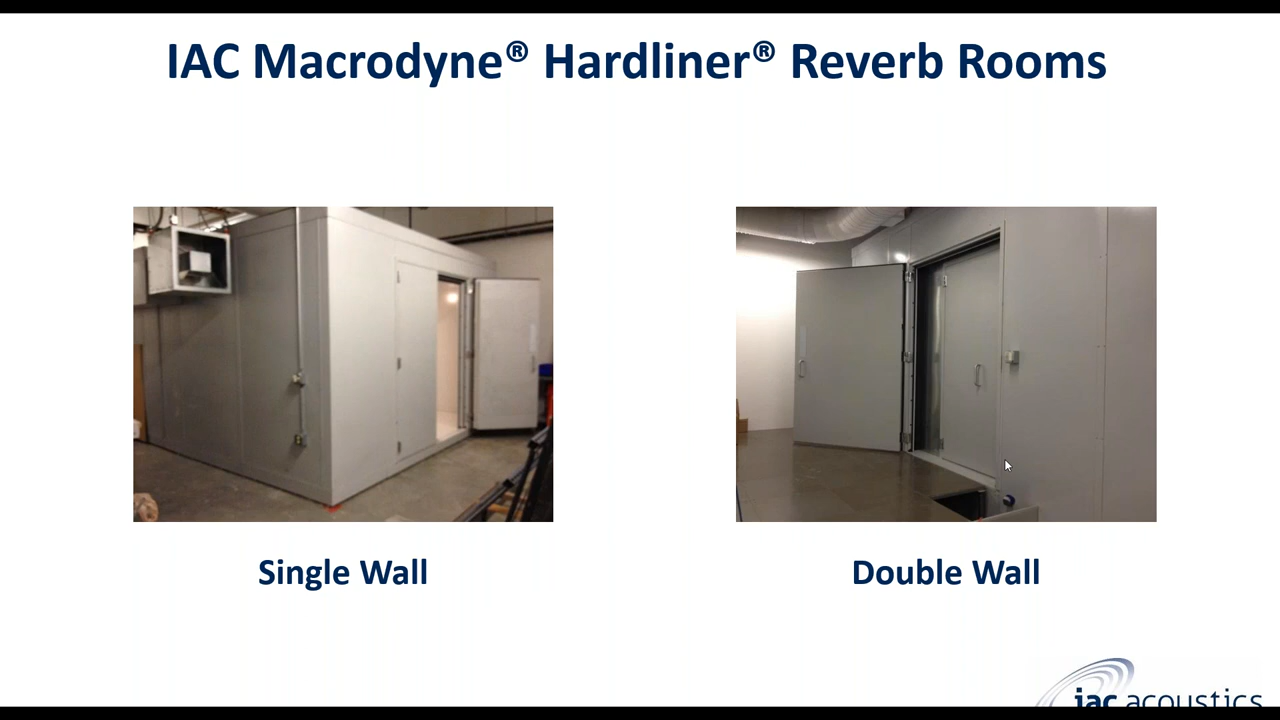 IAC Macrodyne® Hardliner® Reverb Rooms
Single Wall
Double Wall
iac acoustics